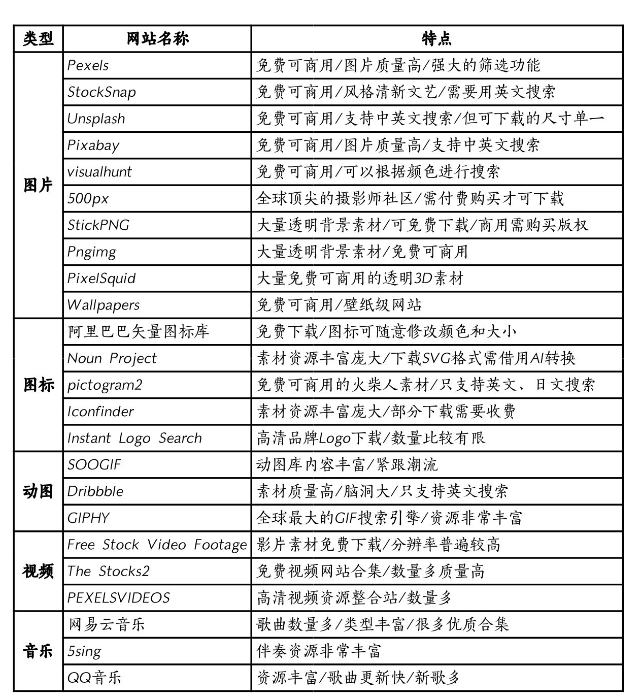 类型 网站名称 特点
图片
Pexels 免费可商用/图片质量高/强大的筛选功能
StockSnap 免费可商用/风格清新文艺/需要用英文搜索
Unsplash 免费可商用/支持中英文搜索/但可下载的尺寸单一
Pixabay 免费可商用/图片质量高/支持中英文搜索
visualhunt 免费可商用/可以根据颜色进行搜索
500px 全球顶尖的摄影师社区/需付费购买才可下载
StickPNG 大量透明背景素材/可免费下载/商用需购买版权
Pngimg 大量透明背景素材/免费可商用
PixelSquid 大量免费可商用的透明3D素材
Wallpapers 免费可商用/壁纸级网站
图标
阿里巴巴矢量图标库 免费下载/图标可随意修改颜色和大小
Noun Project 素材资源丰富庞大/下载SVG格式需借用AI转换
pictogram2 免费可商用的火柴人素材/只支持英文、日文搜索
Iconfinder 素材资源丰富庞大/部分下载需要收费
Instant Logo Search 高清品牌Logo下载/数量比较有限
动图
SOOGIF 动图库内容丰富/紧跟潮流
Dribbble 素材质量高/脑洞大/只支持英文搜索
GIPHY 全球最大的GIF搜索引擎/资源非常丰富
视频
Free Stock Video Footage 影片素材免费下载/分辨率普遍较高
The Stocks2 免费视频网站合集/数量多质量高
PEXELSVIDEOS 高清视频资源整合站/数量多
音乐
网易云音乐 歌曲数量多/类型丰富/很多优质合集
5sing 伴奏资源非常丰富
QQ音乐 资源丰富/歌曲更新快/新歌多